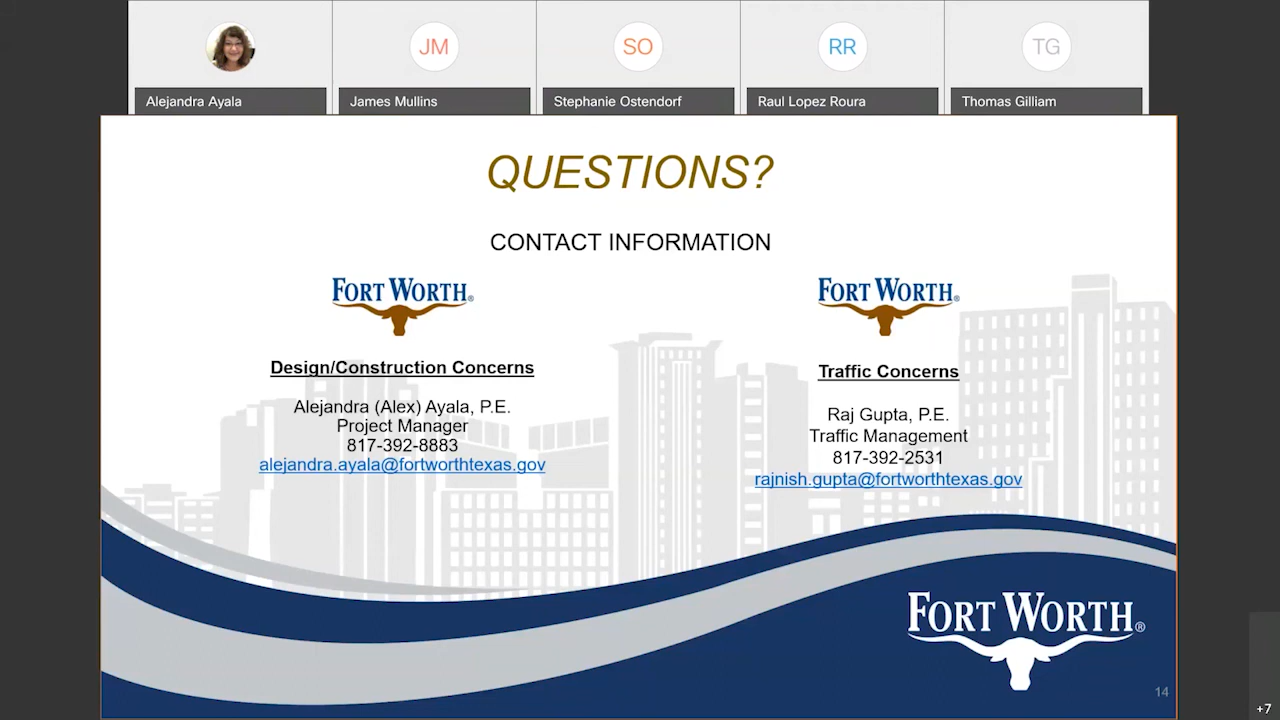 JM
SO
RR
TG
Alejandra Ayala
James Mullins
Stephanie Ostendorf
Raul Lopez Roura
Thomas Gilliam
QUESTIONS?
CONTACT INFORMATION
FORT WORTH®
FORT WORTH®
Design/Construction Concerns
Alejandra (Alex) Ayala, P.E.
Project Manager
817-392-8883
alejandra.ayala@fortworthtexas.gov
Traffic Concerns
Raj Gupta, P.E.
Traffic Management
817-392-2531
rajnish.gupta@fortworthtexas.gov
FORT WORTH®
14
+7